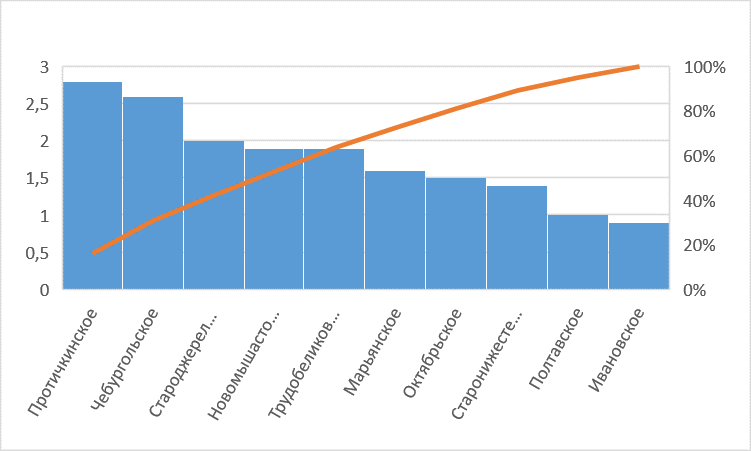 3
2,5
2
1,5
1
0,5
0
100%
80%
60%
40%
20%
0%
Протичкинское
Чебургольское
Староджерел...
Новомышасто...
Трудобеликов...
Марьянское
Октябрьское
Старонижесте...
Полтавское
Ивановское